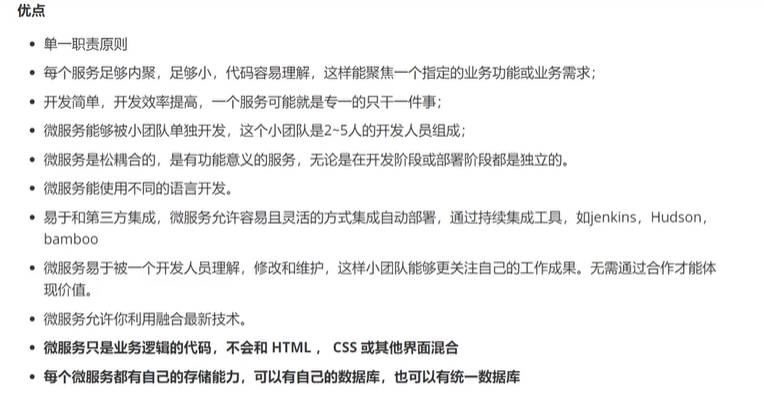 优点
• 单一职责原则
• 每个服务足够内聚，足够小，代码容易理解，这样能聚焦一个指定的业务功能或业务需求；
• 开发简单，开发效率提高，一个服务可能就是专一的只干一件事；
• 微服务能够被小团队单独开发，这个小团队是2~5人的开发人员组成；
• 微服务是松耦合的，是有功能意义的服务，无论是在开发阶段或部署阶段都是独立的。
• 微服务能使用不同的语言开发。
• 易于和第三方集成，微服务允许容易且灵活的方式集成自动部署，通过持续集成工具，如jenkins，Hudson，
bamboo
• 微服务易于被一个开发人员理解，修改和维护，这样小团队能够更关注自己的工作成果。无需通过合作才能体
现价值。
• 微服务允许你利用融合最新技术。
• 微服务只是业务逻辑的代码，不会和 HTML ， CSS 或其他界面混合
• 每个微服务都有自己的存储能力，可以有自己的数据库，也可以有统一数据库